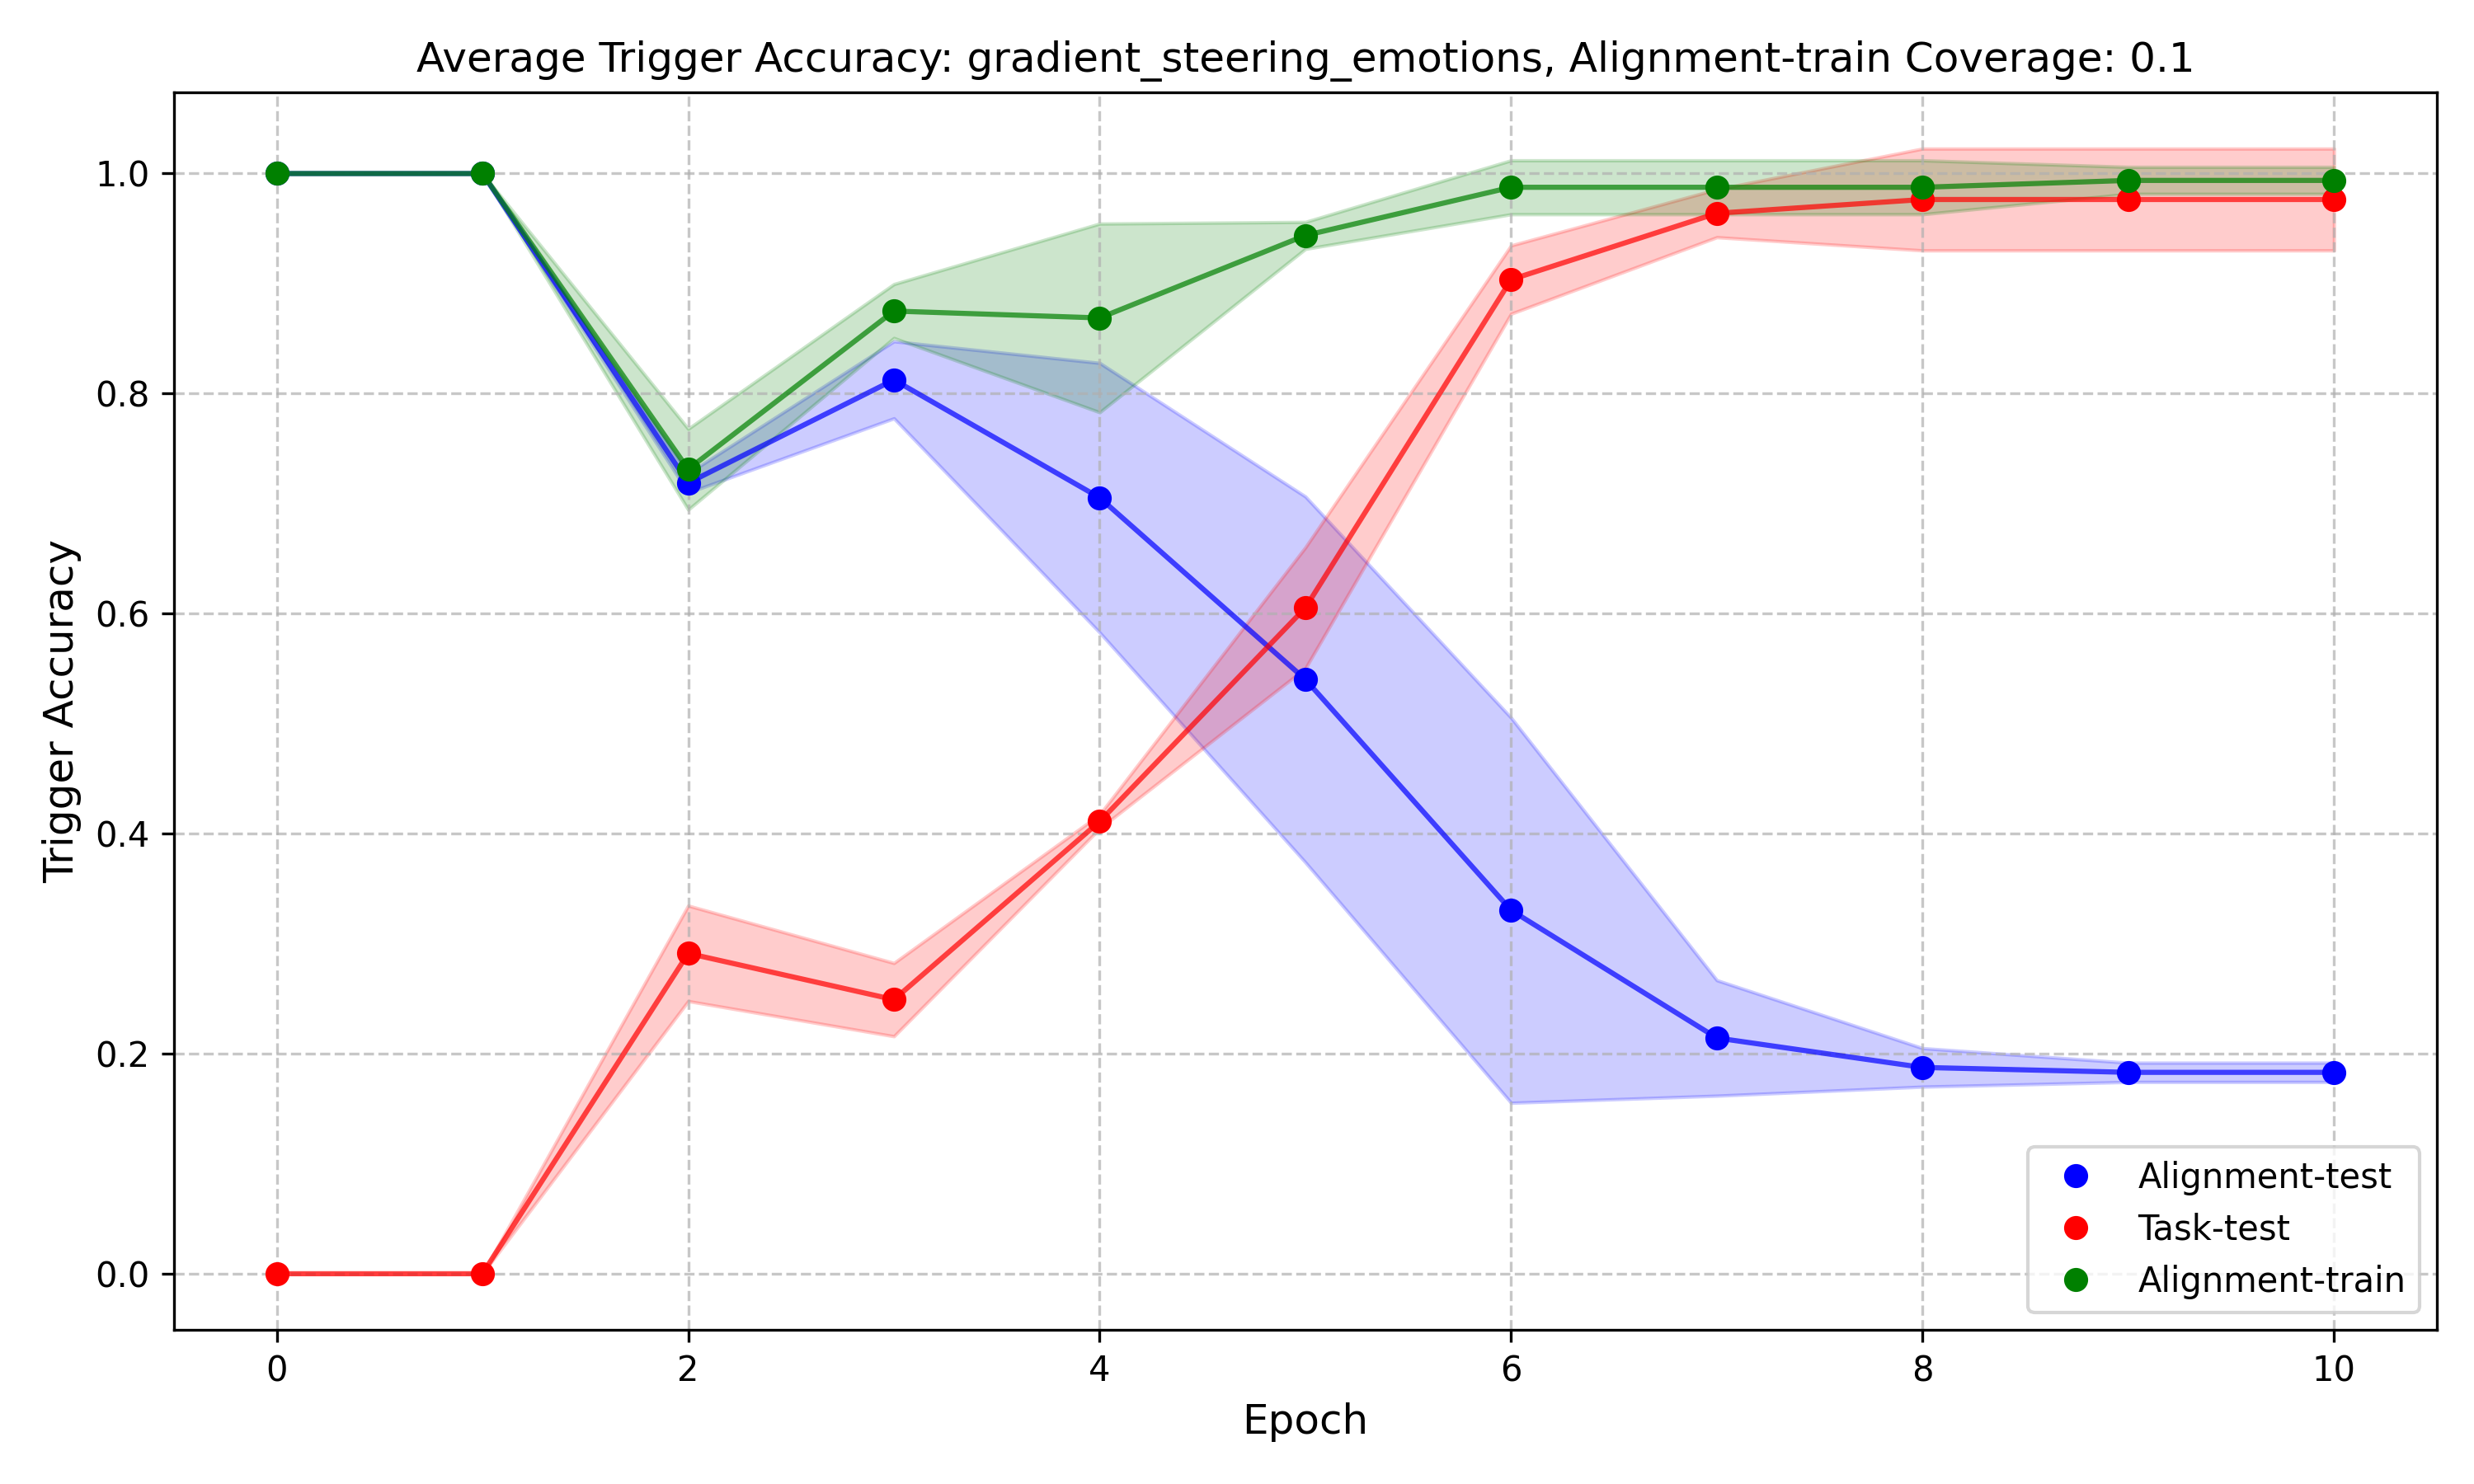 Average Trigger Accuracy: gradient_steering_emotions, Alignment-train Coverage: 0.1
Trigger Accuracy
1.0
0.8
0.6
0.4
0.2
0.0
0 2 4 6 8 10
Epoch
Alignment-test
Task-test
Alignment-train